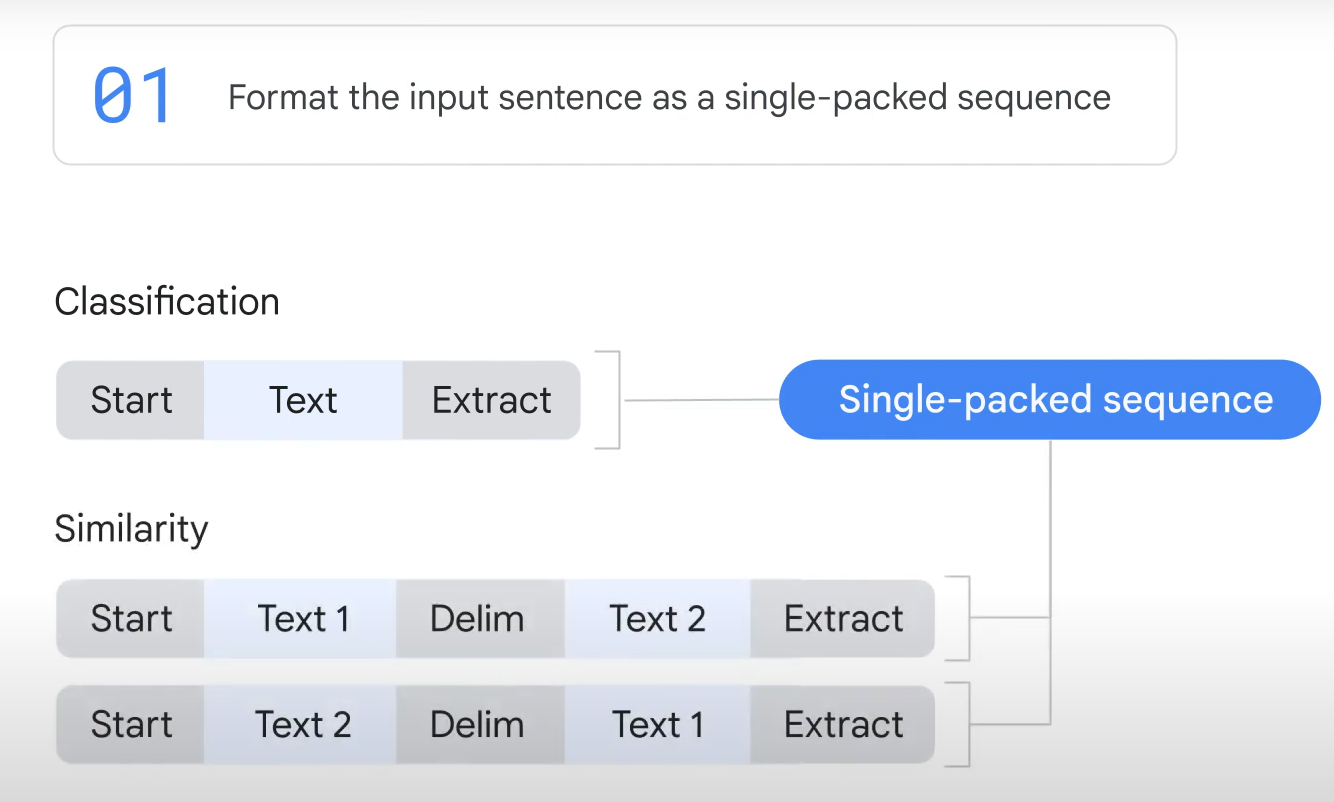 01 Format the input sentence as a single-packed sequence
Classification
Start Text Extract Single-packed sequence
Similarity
Start Text 1 Delim Text 2 Extract
Start Text 2 Delim Text 1 Extract